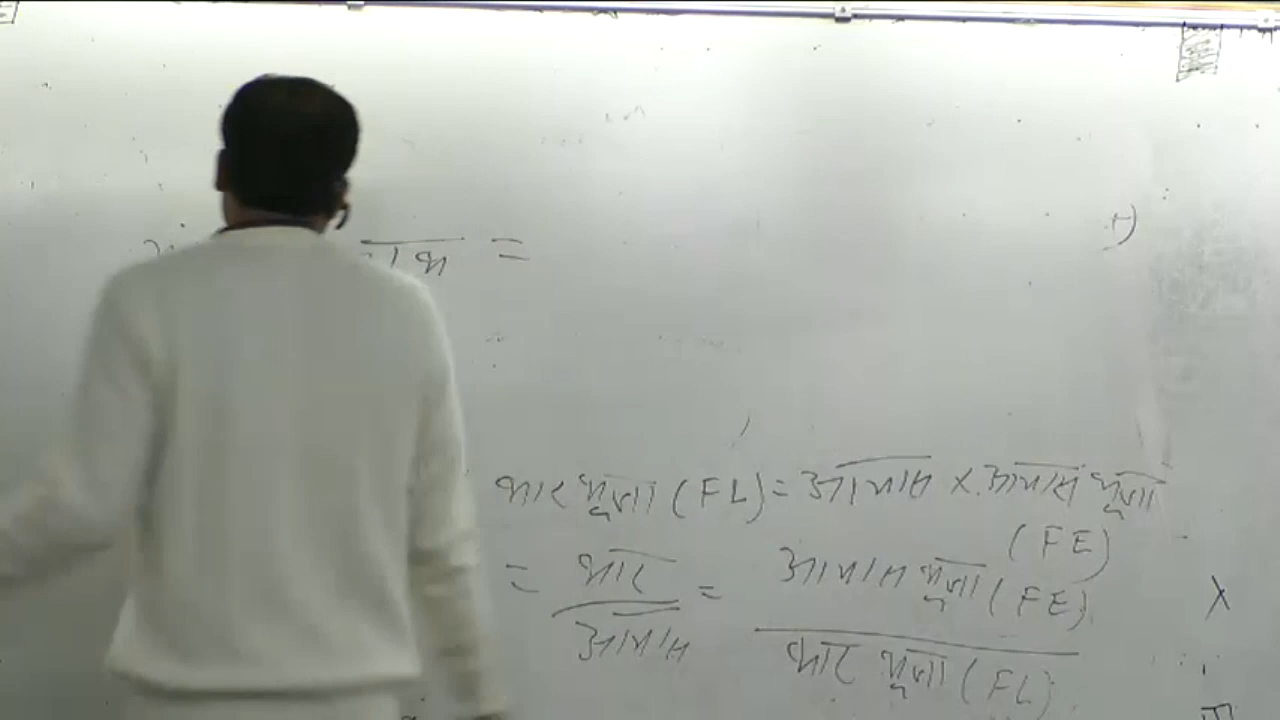 =
भार भुजा (FL) = आयास × आयास भुजा
(FE)
= भार / आयास = आयास भुजा (FE) / भार भुजा (FL)